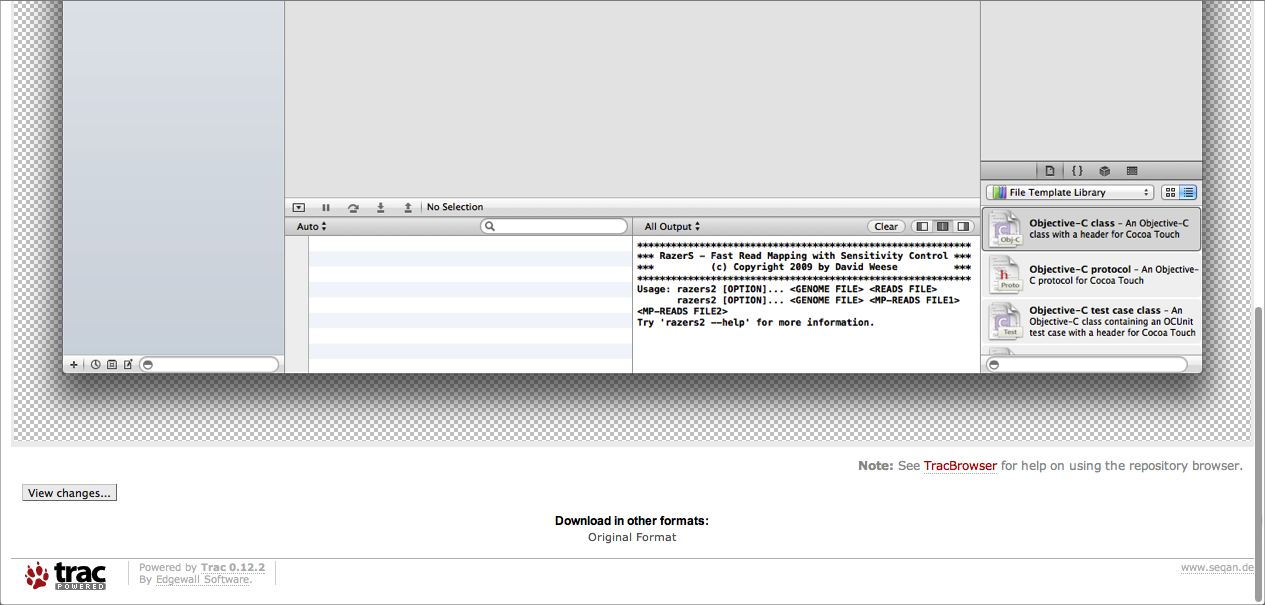 No Selection
Auto
All Output
Clear
***************************************************************
*** RazerS - Fast Read Mapping with Sensitivity Control ***
*** (c) Copyright 2009 by David Weese ***
***************************************************************
Usage: razers2 [OPTION]... <GENOME FILE> <READS FILE>
razers2 [OPTION]... <GENOME FILE> <MP-READS FILE1>
<MP-READS FILE2>
Try 'razers2 --help' for more information.
{ }
File Template Library
Obj-C
Objective-C class – An Objective-C
class with a header for Cocoa Touch
h
Proto
Objective-C protocol – An Objective-
C protocol for Cocoa Touch
C
Test
Objective-C test case class – An
Objective-C class containing an OCUnit
test case with a header for Cocoa Touch
Note: See TracBrowser for help on using the repository browser.
View changes...
Download in other formats:
Original Format
trac
POWERED
Powered by Trac 0.12.2
By Edgewall Software.
www.seqan.de